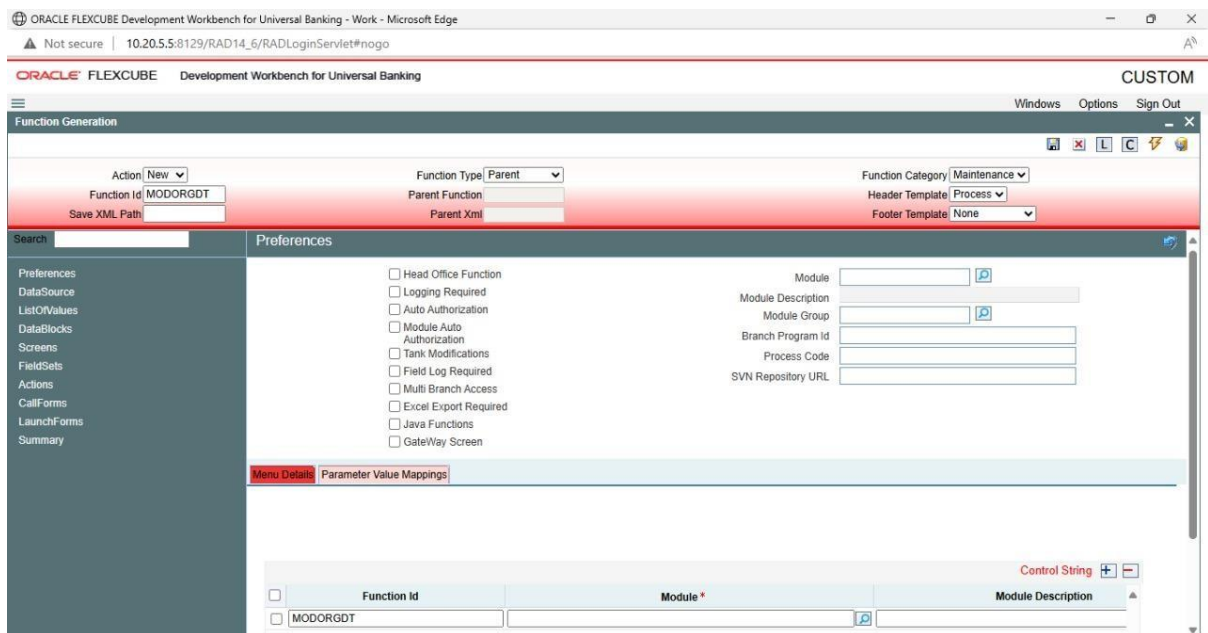 ORACLE FLEXCUBE Development Workbench for Universal Banking - Work - Microsoft Edge
Not secure | 10.20.5.5:8129/RAD14_6/RADLoginServlet#nogo
ORACLE FLEXCUBE Development Workbench for Universal Banking CUSTOM
Windows Options Sign Out
Function Generation
L C
Action New Function Type Parent Function Category Maintenance
Function Id MODORGDT Parent Function Header Template Process
Save XML Path Parent Xml Footer Template None
Search Preferences
Preferences
DataSource
ListOfValues
DataBlocks
Screens
FieldSets
Actions
CallForms
LaunchForms
Summary
Head Office Function
Logging Required
Auto Authorization
Module Auto
Authorization
Tank Modifications
Field Log Required
Multi Branch Access
Excel Export Required
Java Functions
GateWay Screen
Module
Module Description
Module Group
Branch Program Id
Process Code
SVN Repository URL
Menu Details Parameter Value Mappings
Control String
Function Id Module * Module Description
MODORGDT